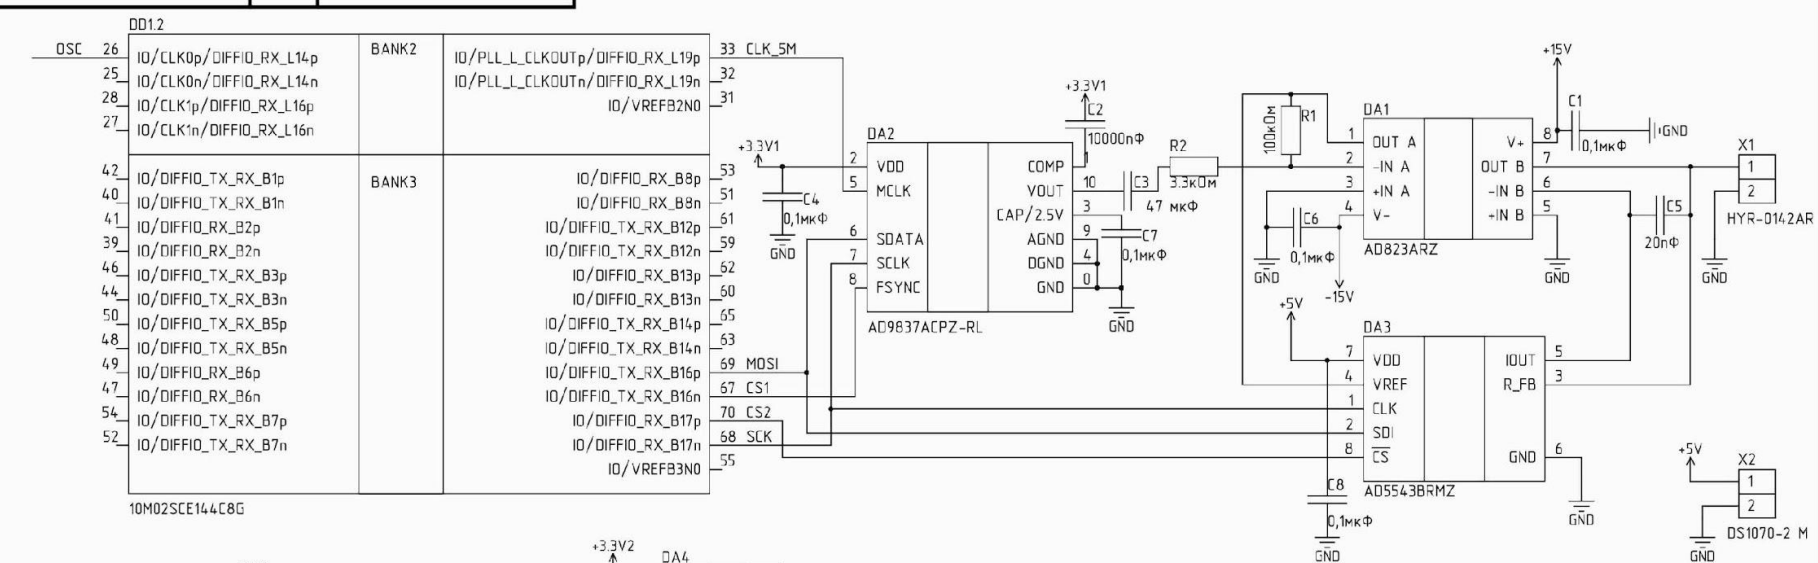 DD1.2
OSC 26 IO/CLK0p/DIFFIO_RX_L14p BANK2 IO/PLL_L_CLKOUTp/DIFFIO_RX_L19p 33 CLK_5M
25 IO/CLK0n/DIFFIO_RX_L14n IO/PLL_L_CLKOUTn/DIFFIO_RX_L19n 32
28 IO/CLK1p/DIFFIO_RX_L16p IO/VREFB2N0 31
27 IO/CLK1n/DIFFIO_RX_L16n
42 IO/DIFFIO_TX_RX_B1p BANK3 IO/DIFFIO_RX_B8p 53
40 IO/DIFFIO_TX_RX_B1n IO/DIFFIO_RX_B8n 51
41 IO/DIFFIO_RX_B2p IO/DIFFIO_TX_RX_B12p 61
39 IO/DIFFIO_RX_B2n IO/DIFFIO_TX_RX_B12n 59
46 IO/DIFFIO_TX_RX_B3p IO/DIFFIO_RX_B13p 62
44 IO/DIFFIO_TX_RX_B3n IO/DIFFIO_RX_B13n 60
50 IO/DIFFIO_TX_RX_B5p IO/DIFFIO_TX_RX_B14p 65
48 IO/DIFFIO_TX_RX_B5n IO/DIFFIO_TX_RX_B14n 63
49 IO/DIFFIO_RX_B6p IO/DIFFIO_TX_RX_B16p 69 MOSI
47 IO/DIFFIO_RX_B6n IO/DIFFIO_TX_RX_B16n 67 CS1
54 IO/DIFFIO_TX_RX_B7p IO/DIFFIO_RX_B17p 70 CS2
52 IO/DIFFIO_TX_RX_B7n IO/DIFFIO_RX_B17n 68 SCK
IO/VREFB3N0 55
10M02SCE144C8G
+3.3V1
C4
0,1мкФ
GND
DA2
2 VDD COMP 1
5 MCLK VOUT 10
CAP/2.5V 3
6 SDATA AGND 9
7 SCLK DGND 4
8 FSYNC GND 0
AD9837ACPZ-RL
+3.3V1
C2
10000пФ
C3
47 мкФ
C7
0,1мкФ
GND
R2
3.3кОм
R1
100кОм
DA1
1 OUT A V+ 8
2 -IN A OUT B 7
3 +IN A -IN B 6
4 V- +IN B 5
AD823ARZ
+15V
C1
0,1мкФ
GND
C6
0,1мкФ
GND
-15V
GND
C5
20пФ
X1
1
2
HYR-0142AR
GND
+5V
DA3
7 VDD IOUT 5
4 VREF R_FB 3
1 CLK
2 SDI
8 CS GND 6
AD5543BRMZ
C8
0,1мкФ
GND
GND
+5V
X2
1
2
DS1070-2 M
GND
+3.3V2
DA4